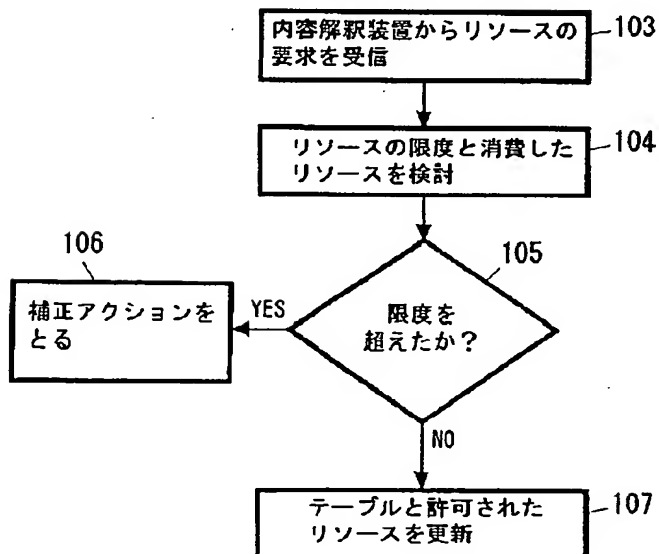 内容解釈装置からリソースの
要求を受信
103
リソースの限度と消費した
リソースを検討
104
105
限度を
超えたか？
YES
106
補正アクションを
とる
NO
テーブルと許可された
リソースを更新
107